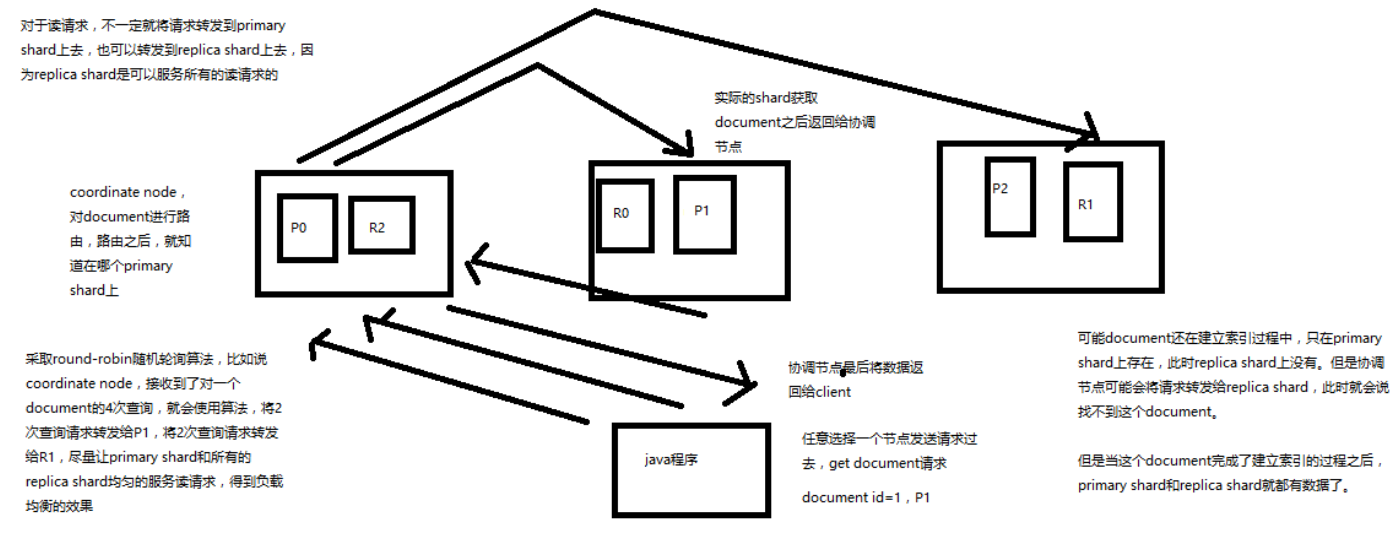 对于读请求，不一定就将请求转发到primary
shard上去，也可以转发到replica shard上去，因
为replica shard是可以服务所有的读请求的
实际的shard获取
document之后返回给协调
节点
coordinate node，
对document进行路
由，路由之后，就知
道在哪个primary
shard上
P0
R2
R0
P1
P2
R1
采取round-robin随机轮询算法，比如说
coordinate node，接收到了对一个
document的4次查询，就会使用算法，将2
次查询请求转发给P1，将2次查询请求转发
给R1，尽量让primary shard和所有的
replica shard均匀的服务读请求，得到负载
均衡的效果
协调节点最后将数据返
回给client
java程序
任意选择一个节点发送请求过
去，get document请求
document id=1，P1
可能document还在建立索引过程中，只在primary
shard上存在，此时replica shard上没有。但是协调
节点可能会将请求转发给replica shard，此时就会说
找不到这个document。
但是当这个document完成了建立索引的过程之后，
primary shard和replica shard就都有数据了。